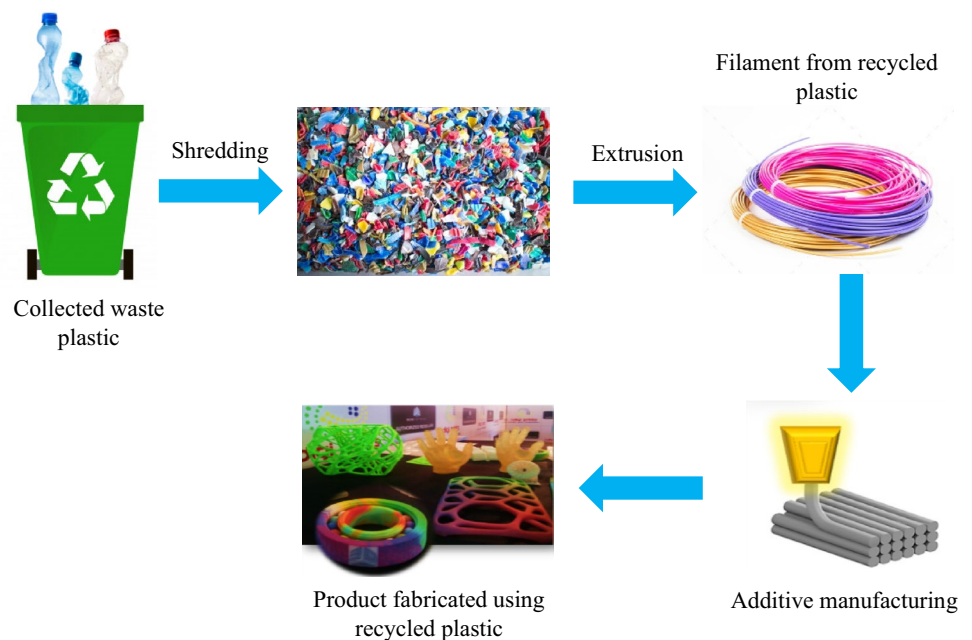 Filament from recycled
plastic
Shredding
Extrusion
Collected waste
plastic
Product fabricated using
recycled plastic
Additive manufacturing